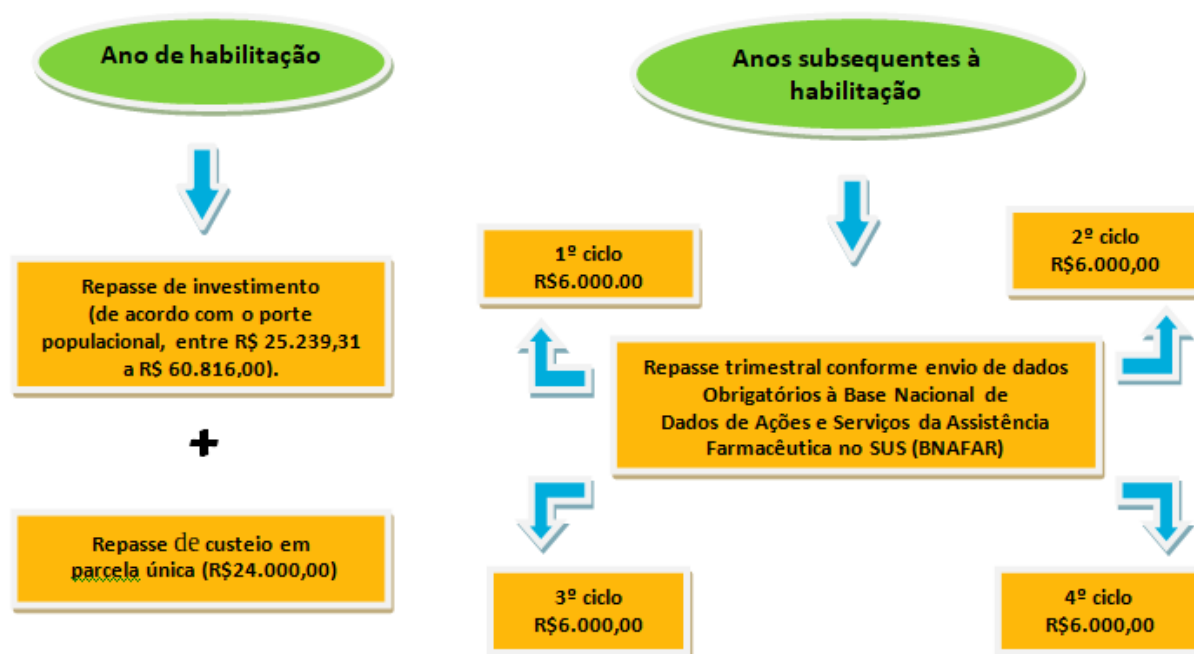 Ano de habilitação
Repasse de investimento
(de acordo com o porte
populacional, entre R$ 25.239,31
a R$ 60.816,00).
+
Repasse de custeio em
parcela única (R$24.000,00)
Anos subsequentes à
habilitação
1º ciclo
R$6.000.00
2º ciclo
R$6.000,00
Repasse trimestral conforme envio de dados
Obrigatórios à Base Nacional de
Dados de Ações e Serviços da Assistência
Farmacêutica no SUS (BNAFAR)
3º ciclo
R$6.000,00
4º ciclo
R$6.000,00